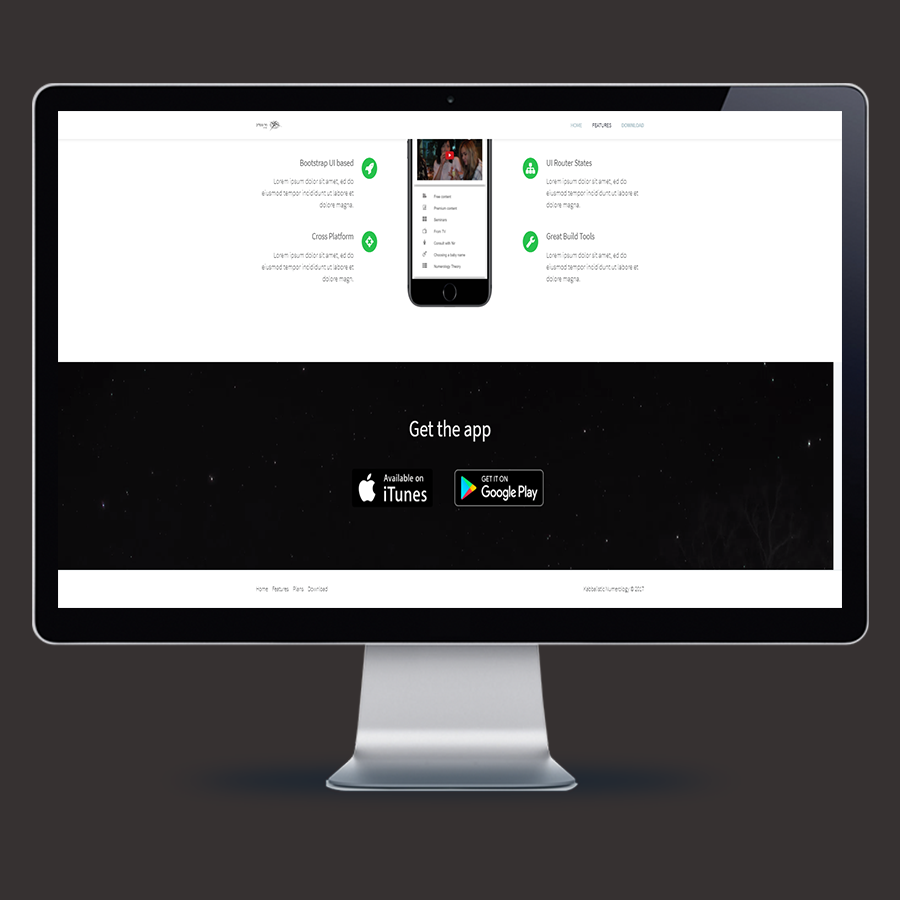 HOME FEATURES DOWNLOAD
Bootstrap UI based
Lorem ipsum dolor sit amet, ed do
eiusmod tempor incididunt ut labore et
dolore magna.
Cross Platform
Lorem ipsum dolor sit amet, ed do
eiusmod tempor incididunt ut labore et
dolore magn.
Free content
Premium content
Seminars
From TV
Consult with Nir
Choosing a baby name
Numerology Theory
UI Router States
Lorem ipsum dolor sit amet, ed do
eiusmod tempor incididunt ut labore et
dolore magna.
Great Build Tools
Lorem ipsum dolor sit amet, ed do
eiusmod tempor incididunt ut labore et
dolore magna.
Get the app
Available on
iTunes
GET IT ON
Google Play
Home Features Plans Download
Kabbalistic Numerology © 2017